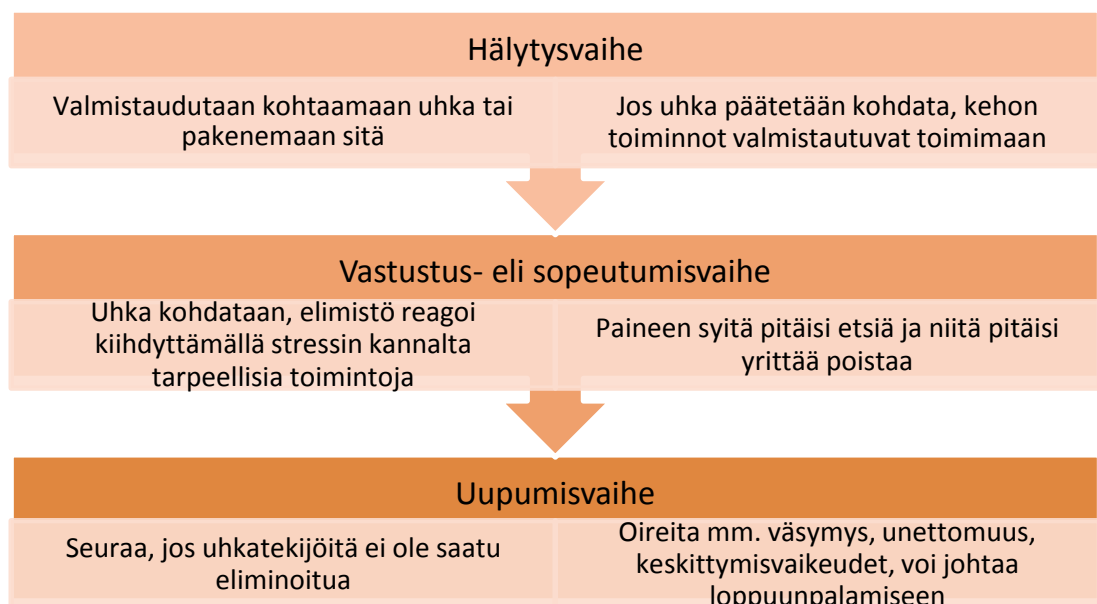 Hälytysvaihe
Valmistaudutaan kohtaamaan uhka tai
pakenemaan sitä
Jos uhka päätetään kohdata, kehon
toiminnot valmistautuvat toimimaan
Vastustus- eli sopeutumisvaihe
Uhka kohdataan, elimistö reagoi
kiihdyttämällä stressin kannalta
tarpeellisia toimintoja
Paineen syitä pitäisi etsiä ja niitä pitäisi
yrittää poistaa
Uupumisvaihe
Seuraa, jos uhkatekijöitä ei ole saatu
eliminoitua
Oireita mm. väsymys, unettomuus,
keskittymisvaikeudet, voi johtaa
loppuunpalamiseen